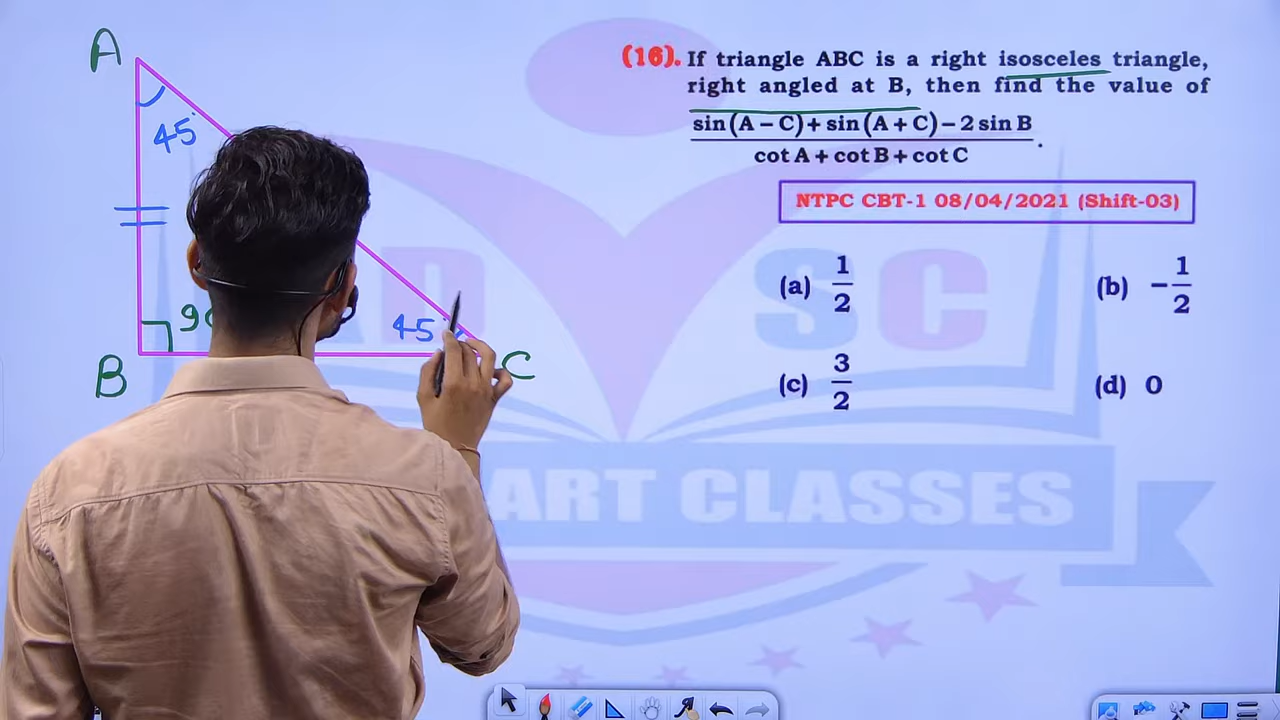 A
45°
B
45
C
(16). If triangle ABC is a right isosceles triangle,
right angled at B, then find the value of
sin(A − C) + sin(A + C) − 2 sin B
cot A + cot B + cot C
.
NTPC CBT-1 08/04/2021 (Shift-03)
(a) 1/2
(b) −1/2
(c) 3/2
(d) 0
SC
ART CLASSES